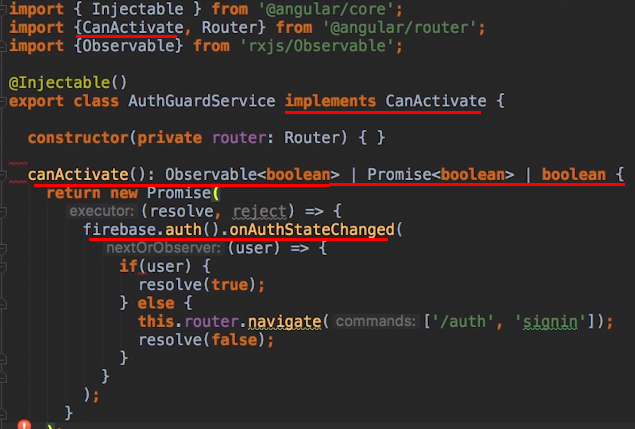 import { Injectable } from '@angular/core';
import {CanActivate, Router} from '@angular/router';
import {Observable} from 'rxjs/Observable';
@Injectable()
export class AuthGuardService implements CanActivate {
constructor(private router: Router) { }
canActivate(): Observable<boolean> | Promise<boolean> | boolean {
return new Promise(
executor: (resolve, reject) => {
firebase.auth().onAuthStateChanged(
nextOrObserver: (user) => {
if(user) {
resolve(true);
} else {
this.router.navigate( commands: ['/auth', 'signin']);
resolve(false);
}
}
);
}
);